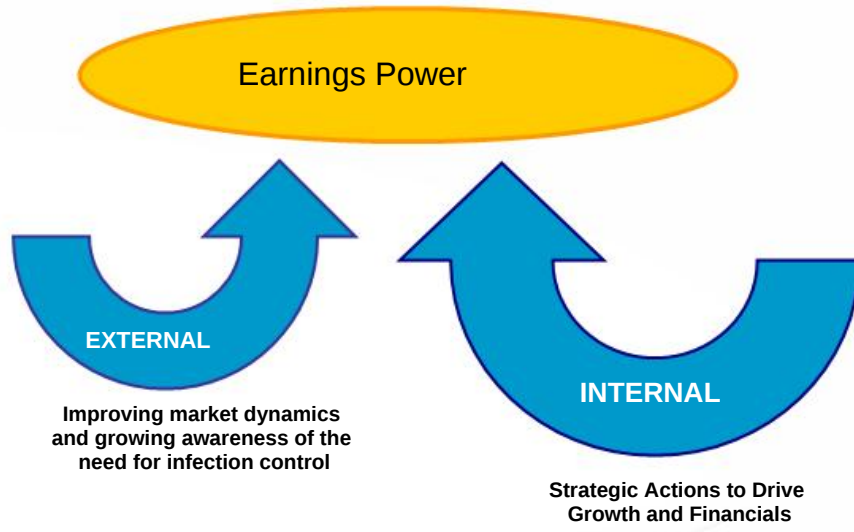 Earnings Power
EXTERNAL
Improving market dynamics
and growing awareness of the
need for infection control
INTERNAL
Strategic Actions to Drive
Growth and Financials